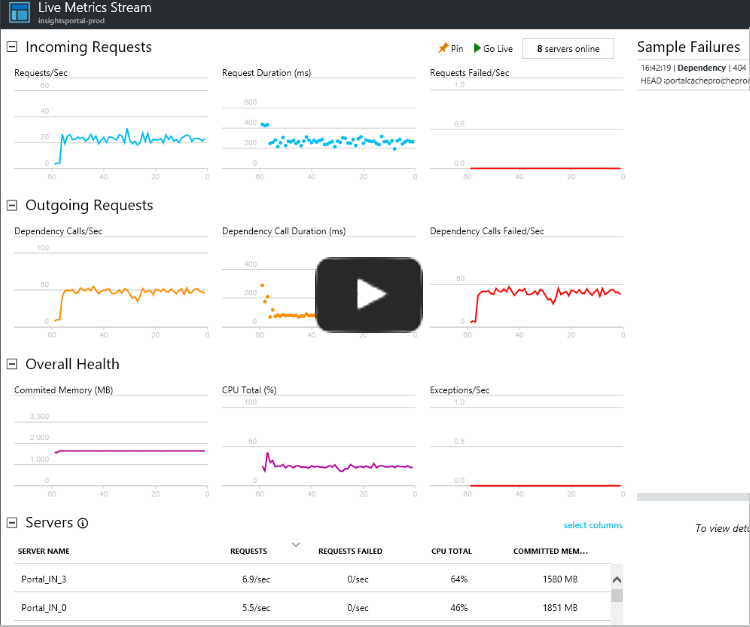 Live Metrics Stream
insightsportal-prod
Incoming Requests
Pin Go Live 8 servers online
Requests/Sec Request Duration (ms) Requests Failed/Sec
60 40 20 0
60 40 20 0
600 400 200 0
60 40 20 0
1.0 0.5 0.0
60 40 20 0
Outgoing Requests
Dependency Calls/Sec Dependency Call Duration (ms) Dependency Calls Failed/Sec
100 50 0
60 40 20 0
400 200 0
60 40
60 0
60 40 20 0
Overall Health
Commited Memory (MB) CPU Total (%) Exceptions/Sec
3.000 2.000 1.000 0
60 40 20 0
100 50 0
60 40 20 0
1.0 0.5 0.0
60 40 20 0
Servers
select columns
SERVER NAME REQUESTS REQUESTS FAILED CPU TOTAL COMMITTED MEM...
Portal_IN_3 6.9/sec 0/sec 64% 1580 MB
Portal_IN_0 5.5/sec 0/sec 46% 1851 MB
Sample Failures
16:42:19 | Dependency | 404
HEAD
To view deta